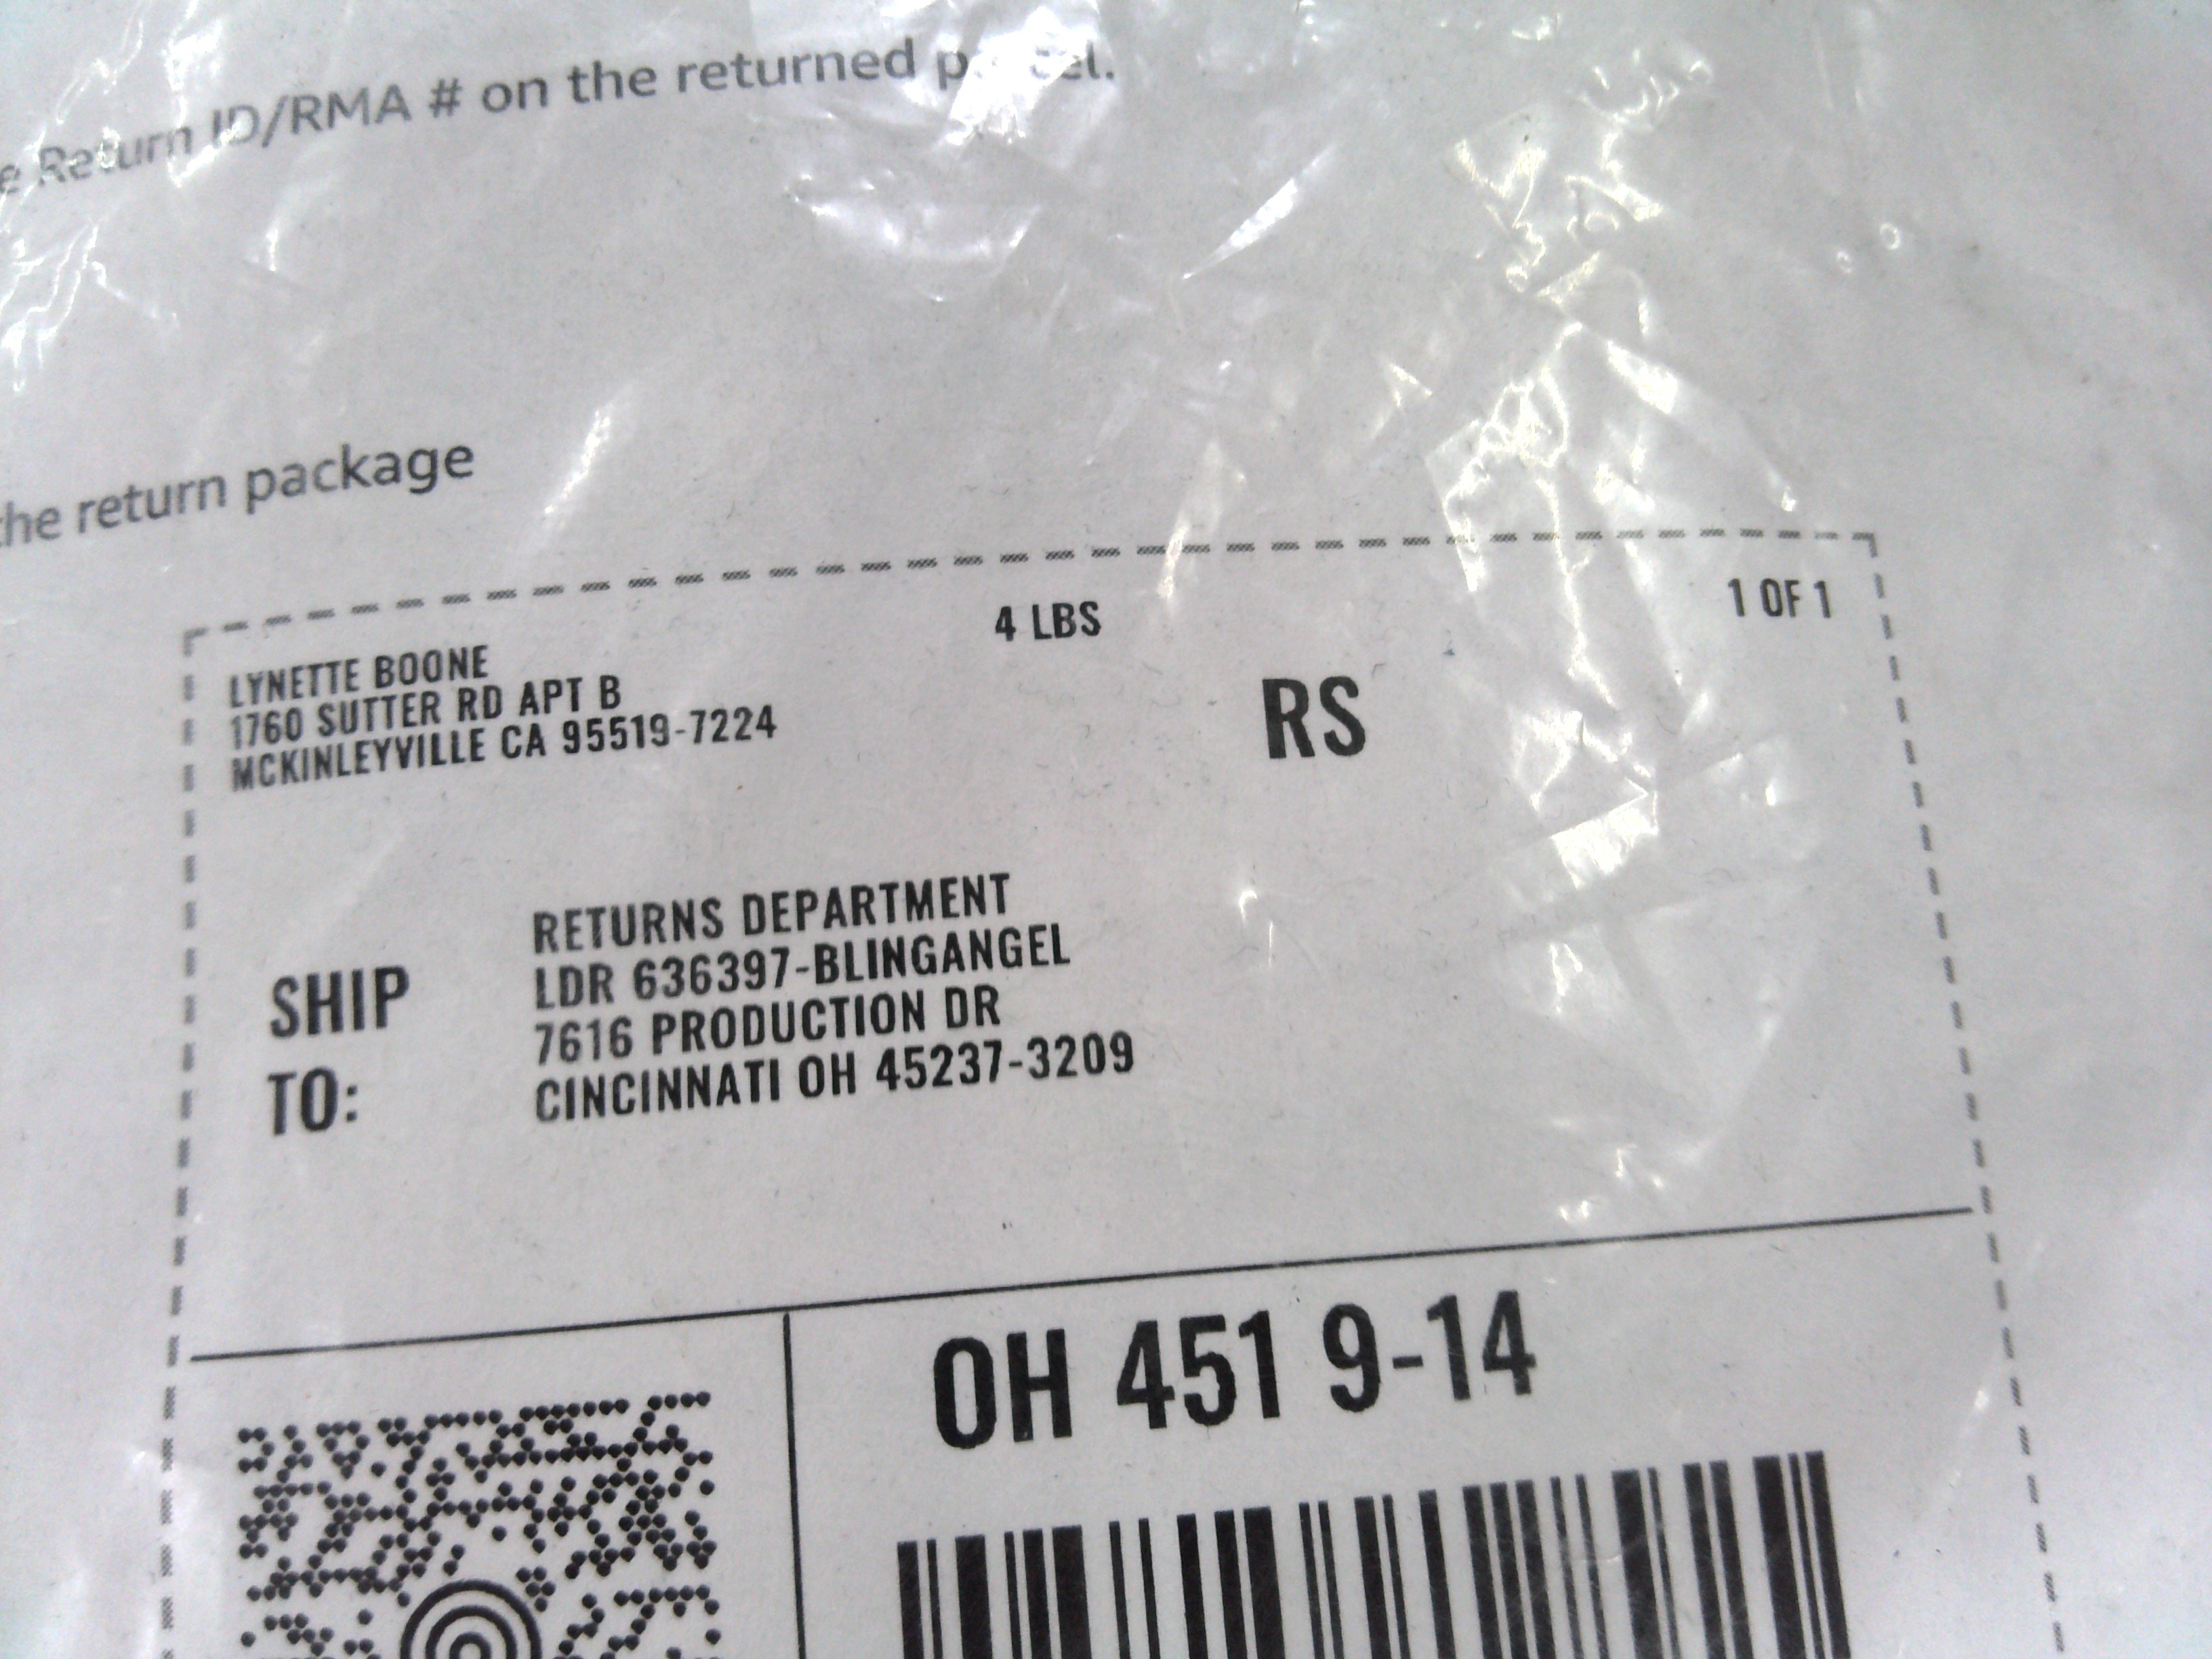 e Return ID/RMA # on the returned parcel.
the return package
4 LBS
1 OF 1
LYNETTE BOONE
1760 SUTTER RD APT B
MCKINLEYVILLE CA 95519-7224
RS
SHIP TO:
RETURNS DEPARTMENT
LDR 636397-BLINGANGEL
7616 PRODUCTION DR
CINCINNATI OH 45237-3209
OH 451 9-14